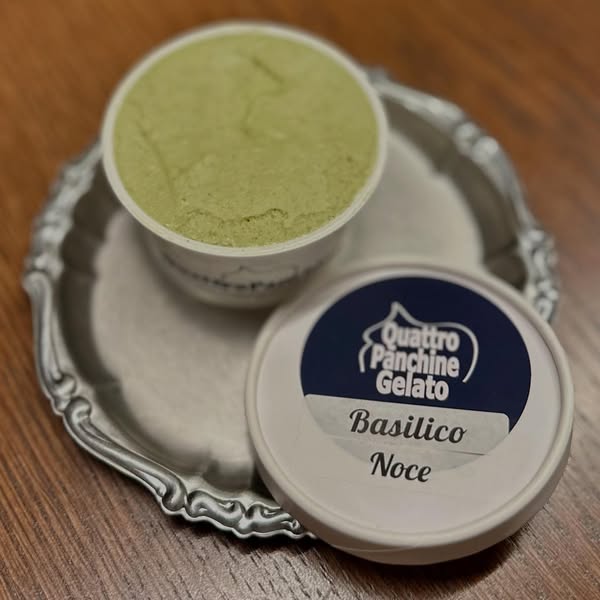 Quattro
Panchine
Gelato
Basilico
Noce